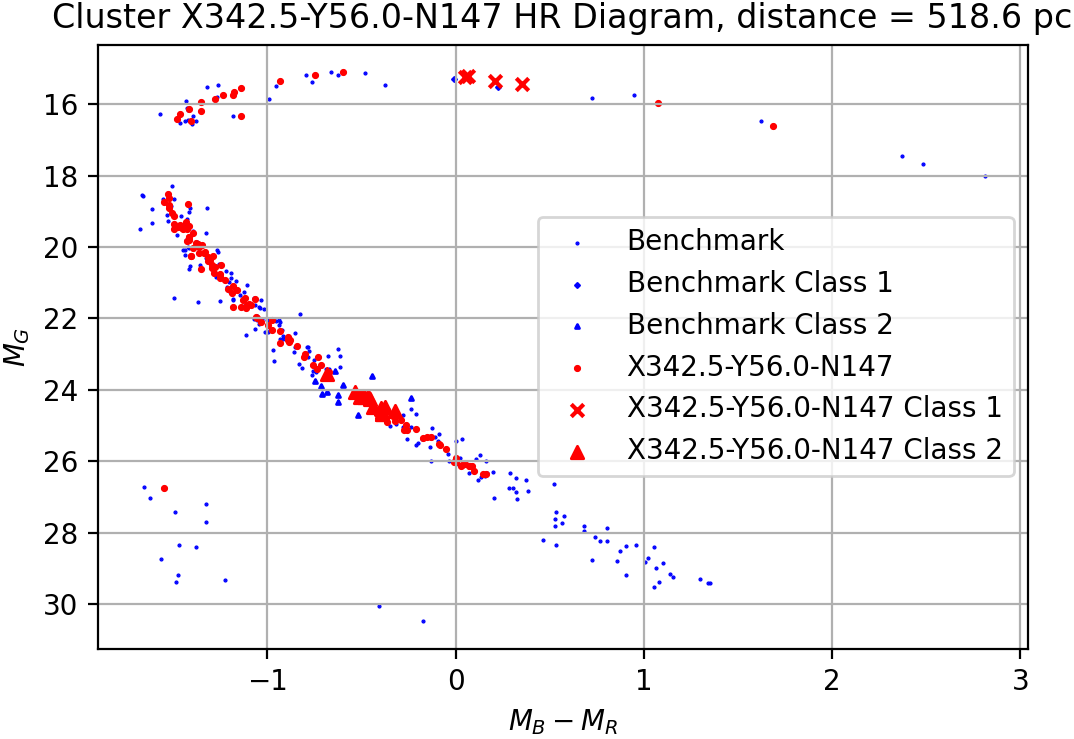 Cluster X342.5-Y56.0-N147 HR Diagram, distance = 518.6 pc
16
18
20
22
24
26
28
30
M_G
Benchmark
Benchmark Class 1
Benchmark Class 2
X342.5-Y56.0-N147
X342.5-Y56.0-N147 Class 1
X342.5-Y56.0-N147 Class 2
−1 0 1 2 3
M_B − M_R